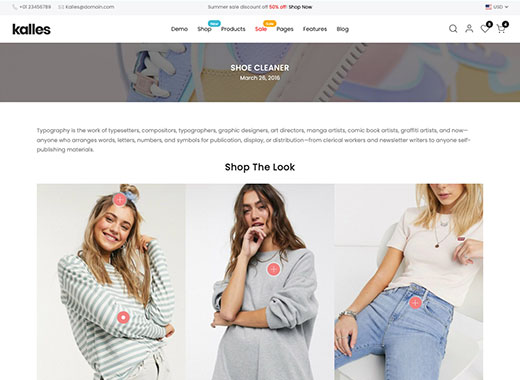 +01 23456789
kalles@domain.com
Summer sale discount off 50% off! Shop Now
USD
kalles
Demo
Shop
New
Products
Sale
Sale
Pages
Features
Blog
0
0
SHOE CLEANER
March 26, 2016
Typography is the work of typesetters, compositors, typographers, graphic designers, art directors, manga artists, comic book artists, graffiti artists, and now—
anyone who arranges words, letters, numbers, and symbols for publication, display, or distribution—from clerical workers and newsletter writers to anyone self-
publishing materials.
Shop The Look